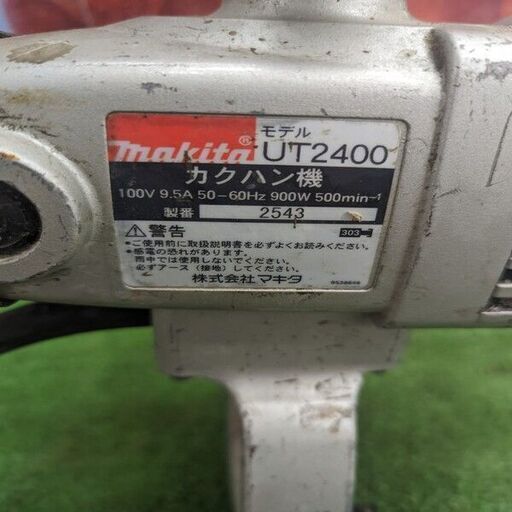 makita® モデル UT2400
カクハン機
100V 9.5A 50-60Hz 900W 500min⁻¹
製番 2543
⚠警告 303
●ご使用前に取扱説明書を必ずよくお読みください。
●感電の恐れがあります。
雨中では使用しないでください。
必ずアース(接地)してください。
株式会社マキタ